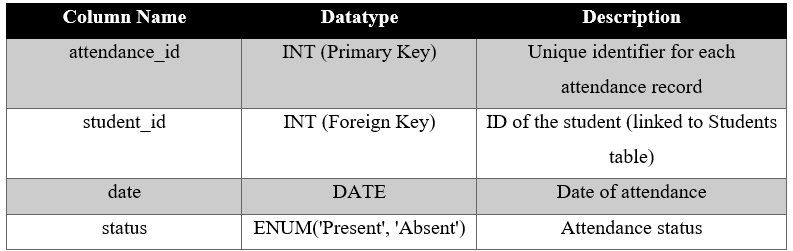 Column Name Datatype Description
attendance_id INT (Primary Key) Unique identifier for each
attendance record
student_id INT (Foreign Key) ID of the student (linked to Students
table)
date DATE Date of attendance
status ENUM('Present', 'Absent') Attendance status